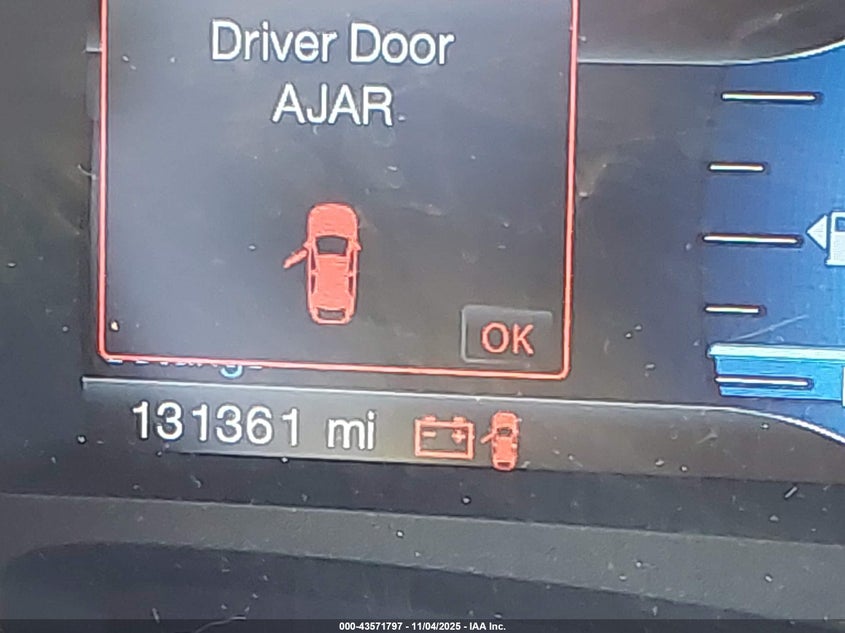 Driver Door
AJAR
OK
131361 mi
000-43571797 - 11/04/2025 - IAA Inc.